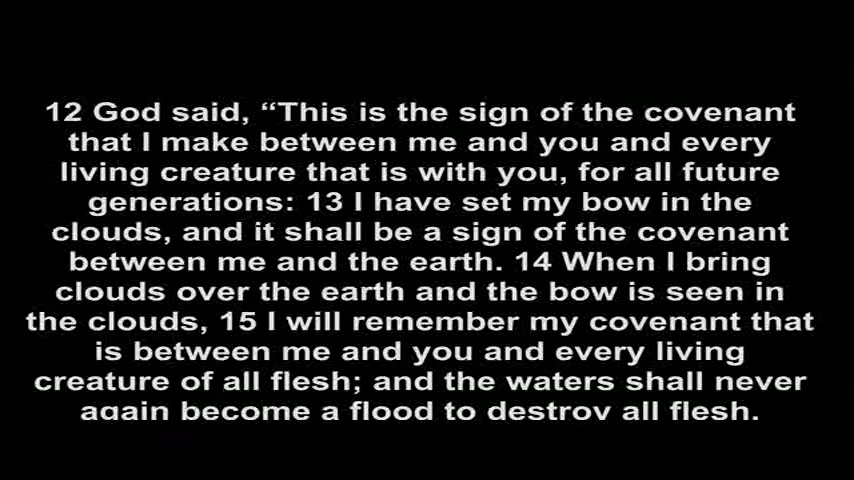 12 God said, “This is the sign of the covenant
that I make between me and you and every
living creature that is with you, for all future
generations: 13 I have set my bow in the
clouds, and it shall be a sign of the covenant
between me and the earth. 14 When I bring
clouds over the earth and the bow is seen in
the clouds, 15 I will remember my covenant that
is between me and you and every living
creature of all flesh; and the waters shall never
again become a flood to destroy all flesh.